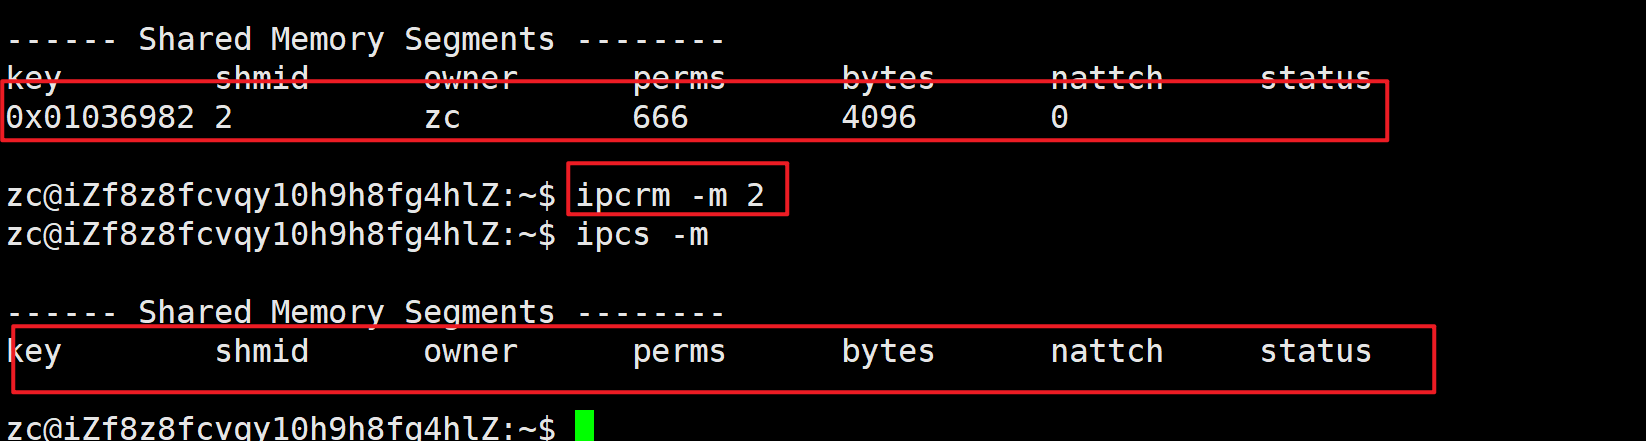 ------ Shared Memory Segments --------
key        shmid      owner      perms      bytes      nattch     status
0x01036982 2          zc         666        4096       0
zc@iZf8z8fcvqy10h9h8fg4hlZ:~$ ipcrm -m 2
zc@iZf8z8fcvqy10h9h8fg4hlZ:~$ ipcs -m
------ Shared Memory Segments --------
key        shmid      owner      perms      bytes      nattch     status
zc@iZf8z8fcvqy10h9h8fg4hlZ:~$